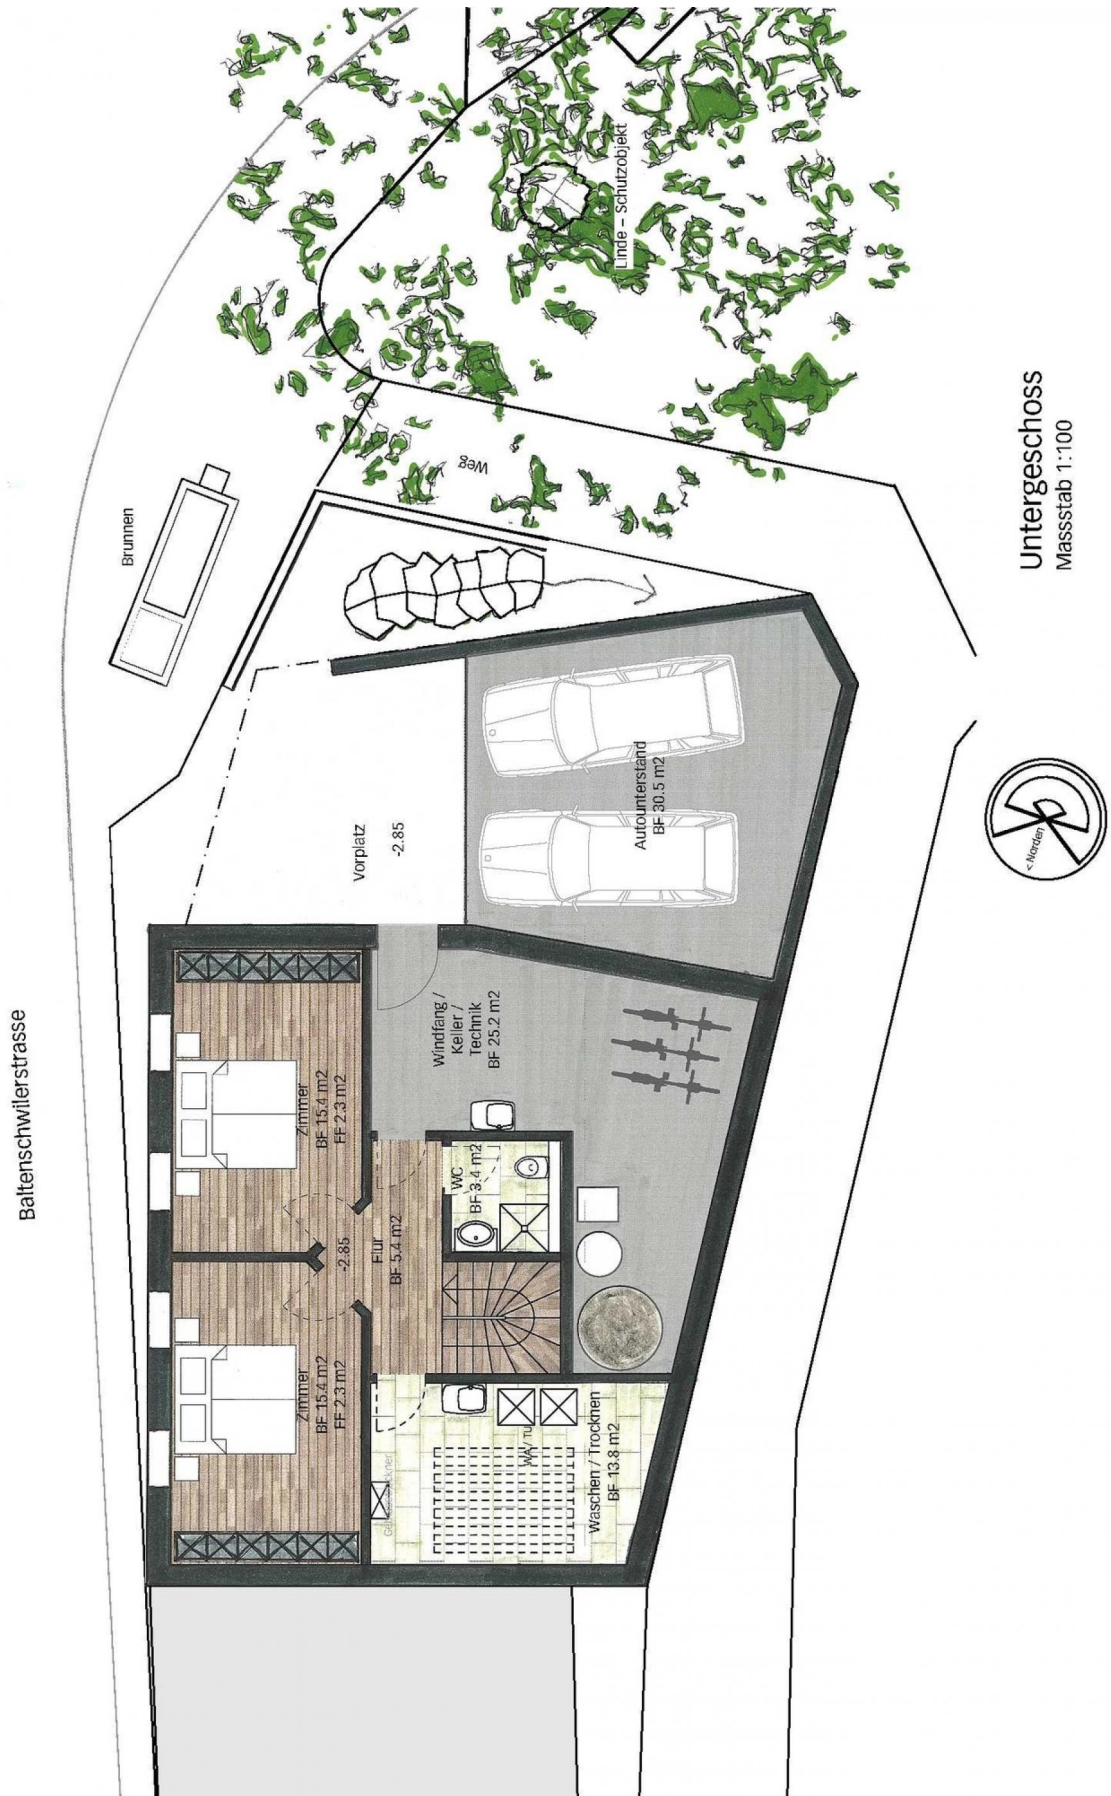 Baltenschwilerstrasse
Brunnen
Weg
Linde – Schutzobjekt
Untergeschoss
Massstab 1:100
< Norden
Vorplatz
-2.85
Autounterstand
BF 30.5 m2
Zimmer
BF 15.4 m2
FF 2.3 m2
Windfang /
Keller /
Technik
BF 25.2 m2
WC
BF 3.4 m2
-2.85
Flur
BF 5.4 m2
Zimmer
BF 15.4 m2
FF 2.3 m2
WA/ TU
Waschen / Trocknen
BF 13.8 m2